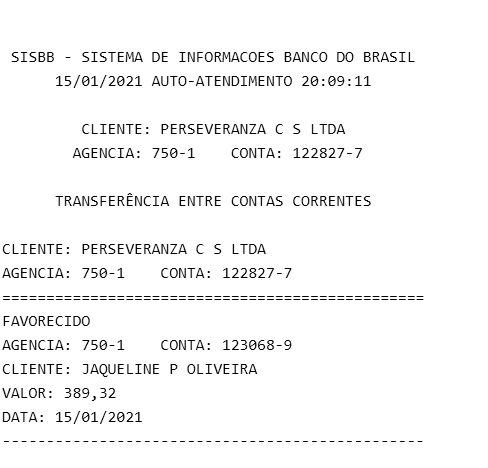 SISBB - SISTEMA DE INFORMACOES BANCO DO BRASIL
15/01/2021 AUTO-ATENDIMENTO 20:09:11
CLIENTE: PERSEVERANZA C S LTDA
AGENCIA: 750-1    CONTA: 122827-7
TRANSFERÊNCIA ENTRE CONTAS CORRENTES
CLIENTE: PERSEVERANZA C S LTDA
AGENCIA: 750-1    CONTA: 122827-7
================================================
FAVORECIDO
AGENCIA: 750-1    CONTA: 123068-9
CLIENTE: JAQUELINE P OLIVEIRA
VALOR: 389,32
DATA: 15/01/2021
------------------------------------------------